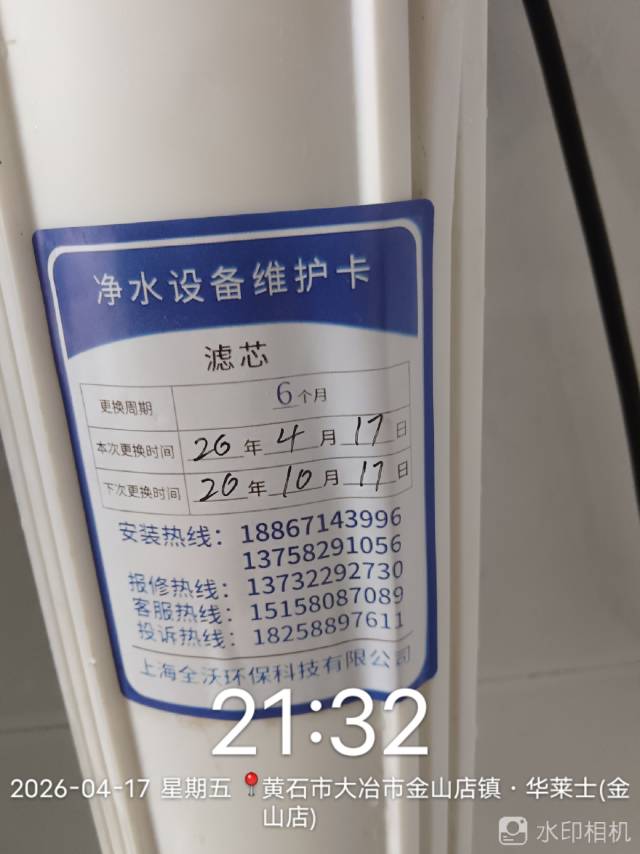 净水设备维护卡
滤芯
更换周期 6个月
本次更换时间 26年4月17日
下次更换时间 26年10月17日
安装热线：18867143996
13758291056
报修热线：13732292730
客服热线：15158087089
投诉热线：18258897611
上海全沃环保科技有限公司
21:32
2026-04-17 星期五 黄石市大冶市金山店镇·华莱士(金
山店)
水印相机